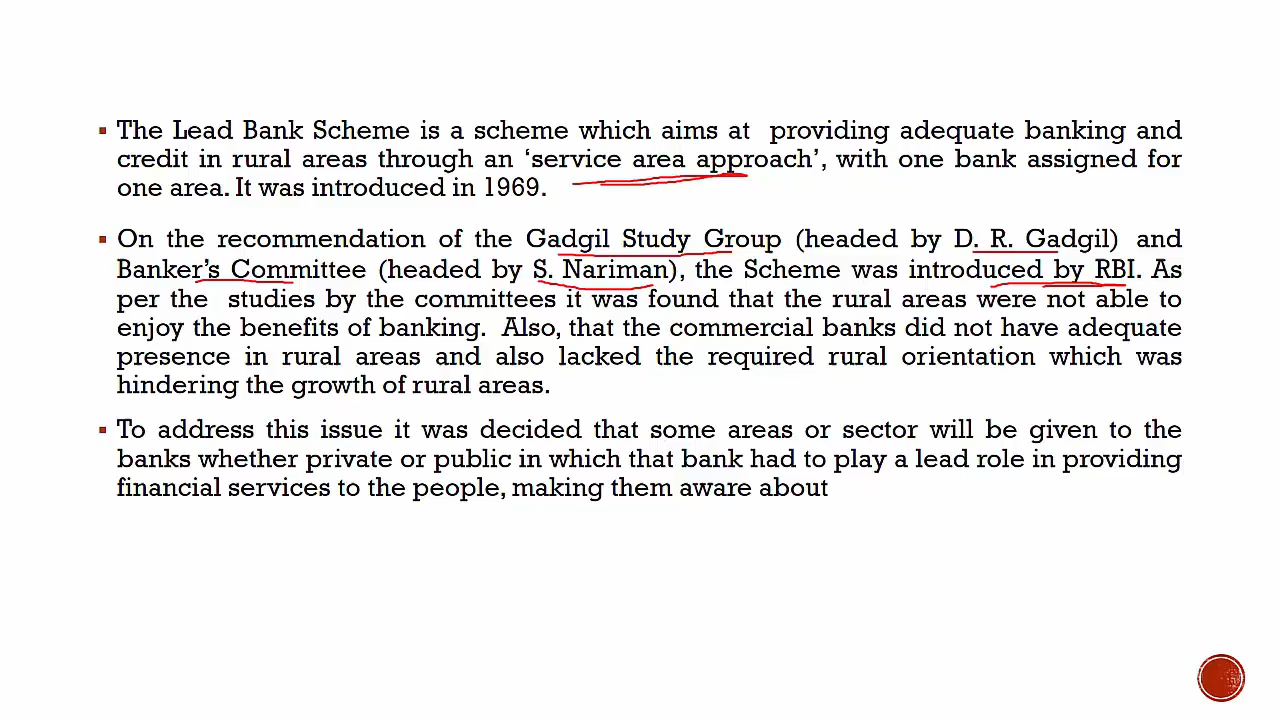 ▪ The Lead Bank Scheme is a scheme which aims at providing adequate banking and
credit in rural areas through an ‘service area approach’, with one bank assigned for
one area. It was introduced in 1969.
▪ On the recommendation of the Gadgil Study Group (headed by D. R. Gadgil) and
Banker’s Committee (headed by S. Nariman), the Scheme was introduced by RBI. As
per the studies by the committees it was found that the rural areas were not able to
enjoy the benefits of banking. Also, that the commercial banks did not have adequate
presence in rural areas and also lacked the required rural orientation which was
hindering the growth of rural areas.
▪ To address this issue it was decided that some areas or sector will be given to the
banks whether private or public in which that bank had to play a lead role in providing
financial services to the people, making them aware about